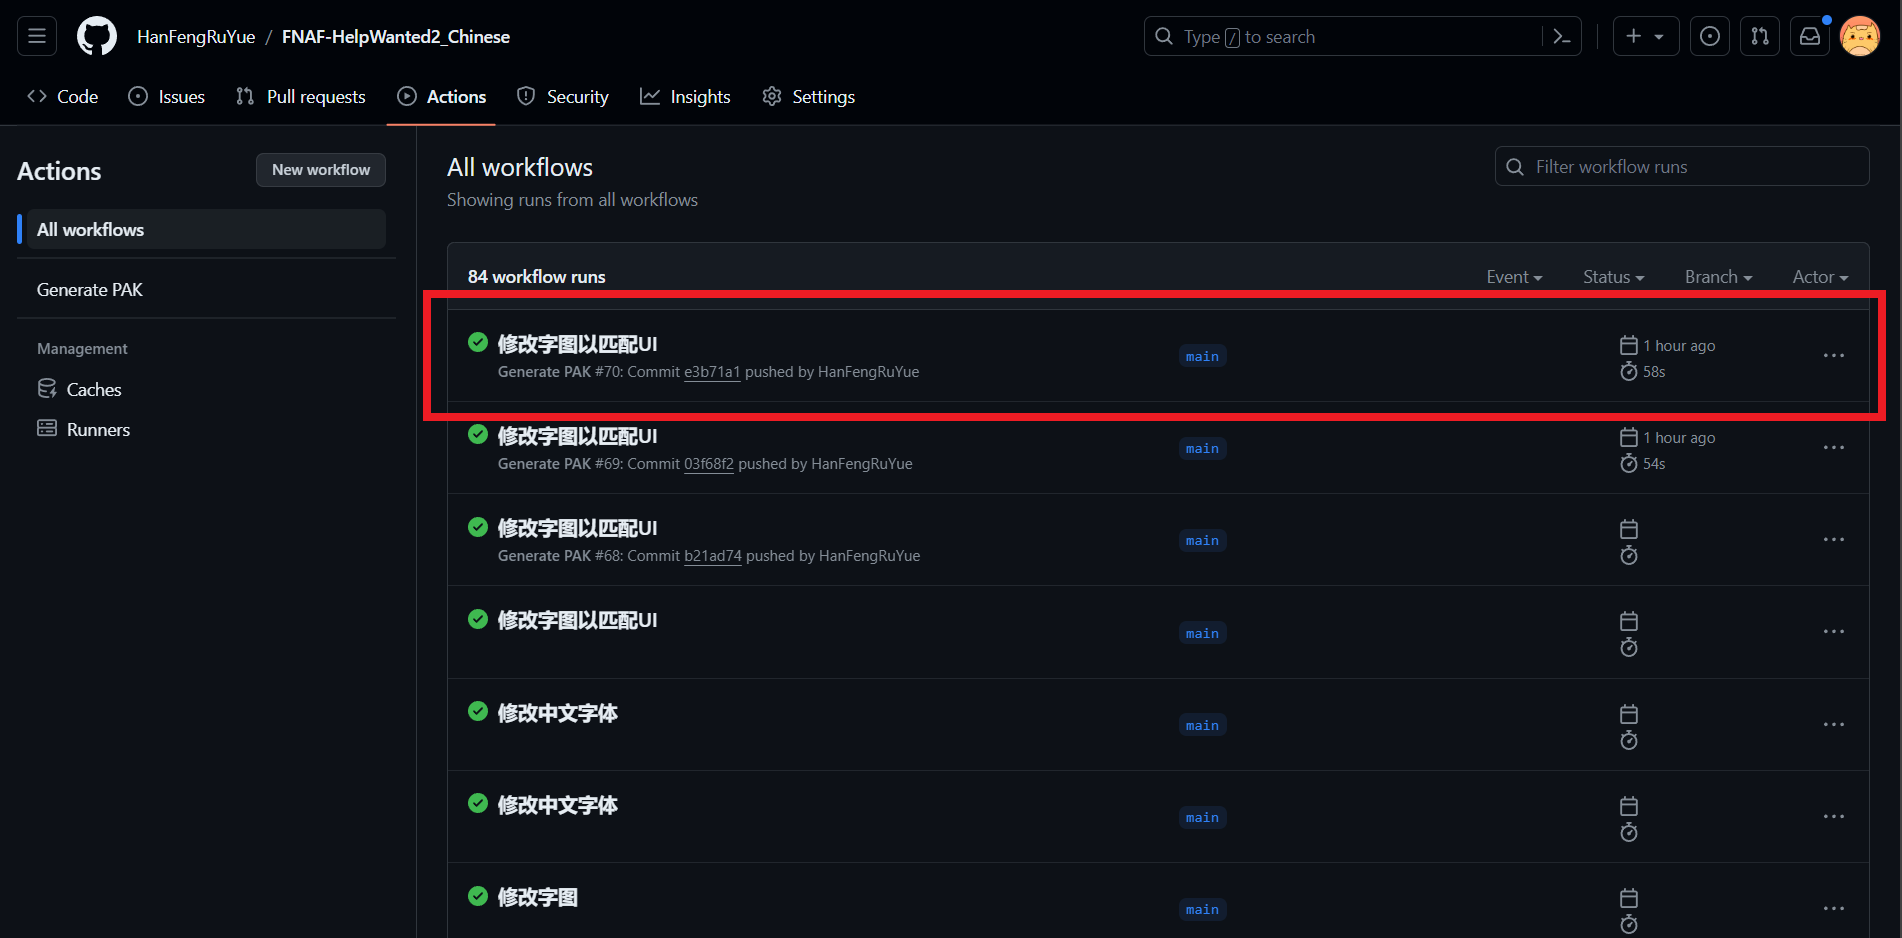 HanFengRuYue / FNAF-HelpWanted2_Chinese
Type / to search
Code
Issues
Pull requests
Actions
Security
Insights
Settings
Actions
New workflow
All workflows
Generate PAK
Management
Caches
Runners
All workflows
Showing runs from all workflows
Filter workflow runs
84 workflow runs
Event
Status
Branch
Actor
修改字图以匹配UI
Generate PAK #70: Commit e3b71a1 pushed by HanFengRuYue
main
1 hour ago
58s
修改字图以匹配UI
Generate PAK #69: Commit 03f68f2 pushed by HanFengRuYue
main
1 hour ago
54s
修改字图以匹配UI
Generate PAK #68: Commit b21ad74 pushed by HanFengRuYue
main
修改字图以匹配UI
main
修改中文字体
main
修改中文字体
main
修改字图
main